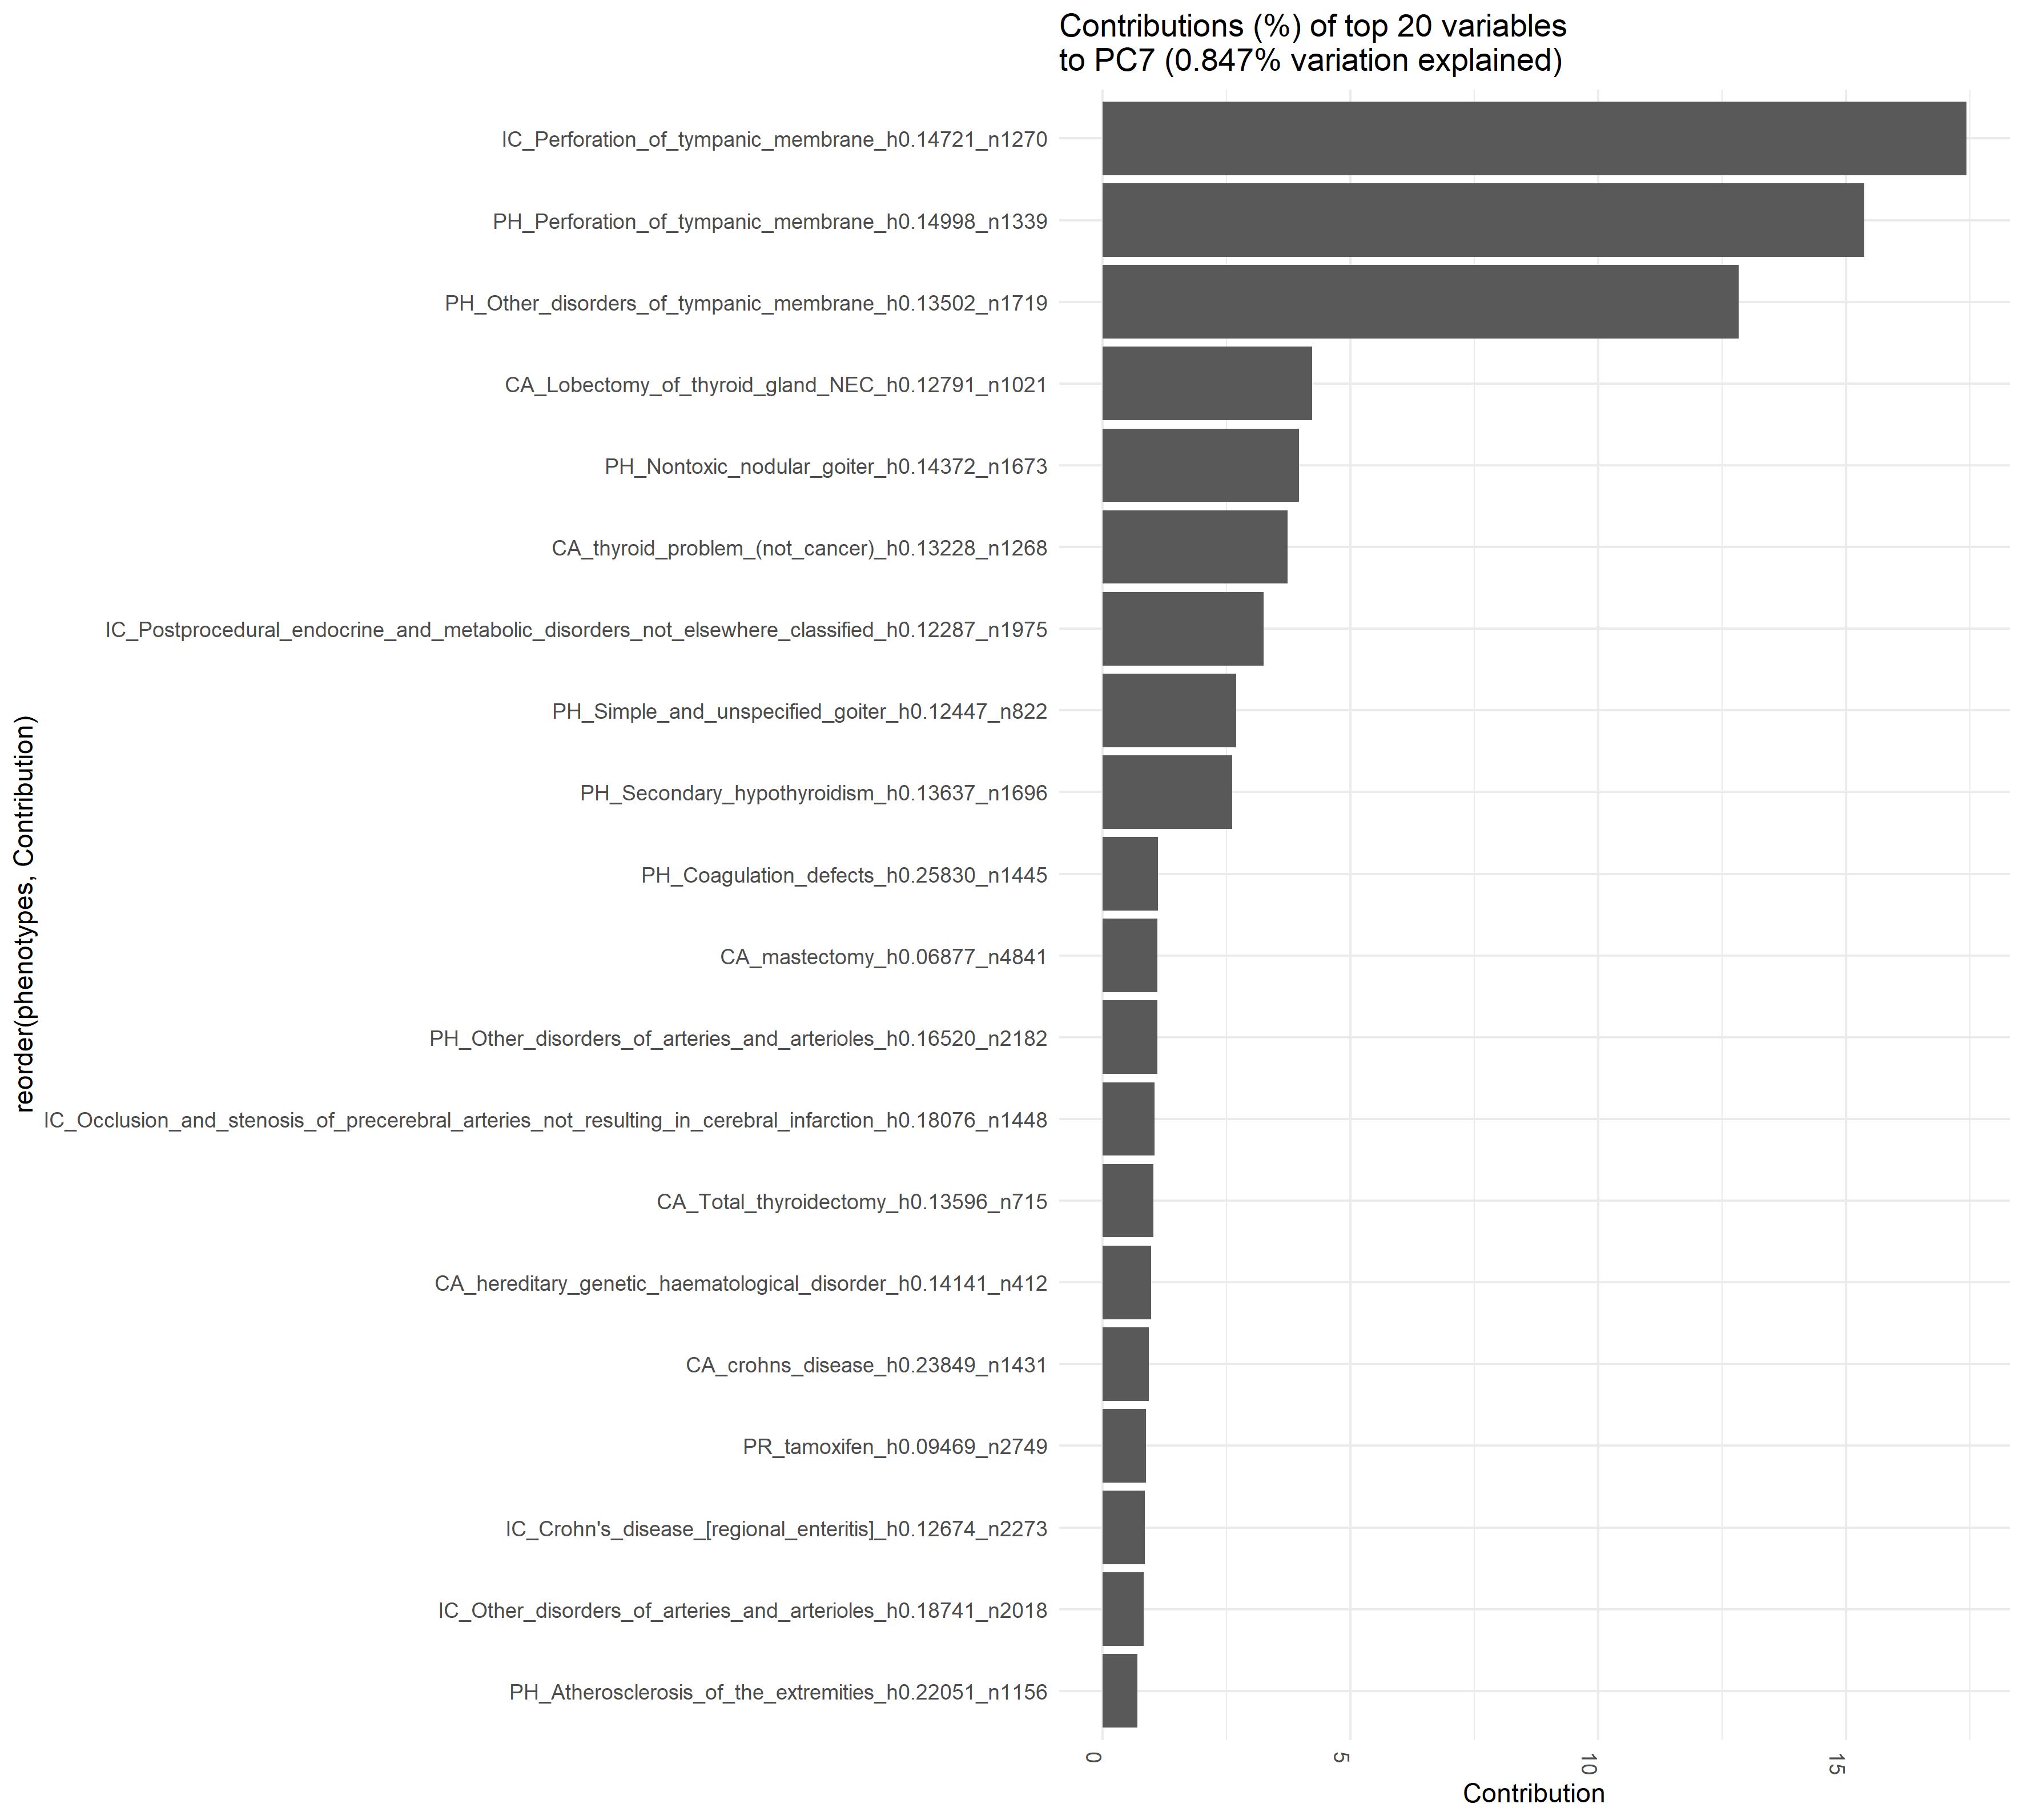 Contributions (%) of top 20 variables
to PC7 (0.847% variation explained)
IC_Perforation_of_tympanic_membrane_h0.14721_n1270
PH_Perforation_of_tympanic_membrane_h0.14998_n1339
PH_Other_disorders_of_tympanic_membrane_h0.13502_n1719
CA_Lobectomy_of_thyroid_gland_NEC_h0.12791_n1021
PH_Nontoxic_nodular_goiter_h0.14372_n1673
CA_thyroid_problem_(not_cancer)_h0.13228_n1268
IC_Postprocedural_endocrine_and_metabolic_disorders_not_elsewhere_classified_h0.12287_n1975
PH_Simple_and_unspecified_goiter_h0.12447_n822
PH_Secondary_hypothyroidism_h0.13637_n1696
PH_Coagulation_defects_h0.25830_n1445
CA_mastectomy_h0.06877_n4841
PH_Other_disorders_of_arteries_and_arterioles_h0.16520_n2182
IC_Occlusion_and_stenosis_of_precerebral_arteries_not_resulting_in_cerebral_infarction_h0.18076_n1448
CA_Total_thyroidectomy_h0.13596_n715
CA_hereditary_genetic_haematological_disorder_h0.14141_n412
CA_crohns_disease_h0.23849_n1431
PR_tamoxifen_h0.09469_n2749
IC_Crohn's_disease_[regional_enteritis]_h0.12674_n2273
IC_Other_disorders_of_arteries_and_arterioles_h0.18741_n2018
PH_Atherosclerosis_of_the_extremities_h0.22051_n1156
reorder(phenotypes, Contribution)
0
5
10
15
Contribution